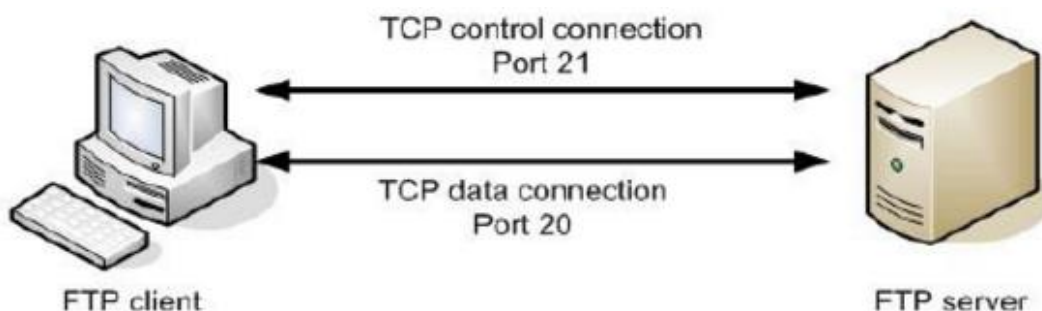 TCP control connection
Port 21
TCP data connection
Port 20
FTP client
FTP server